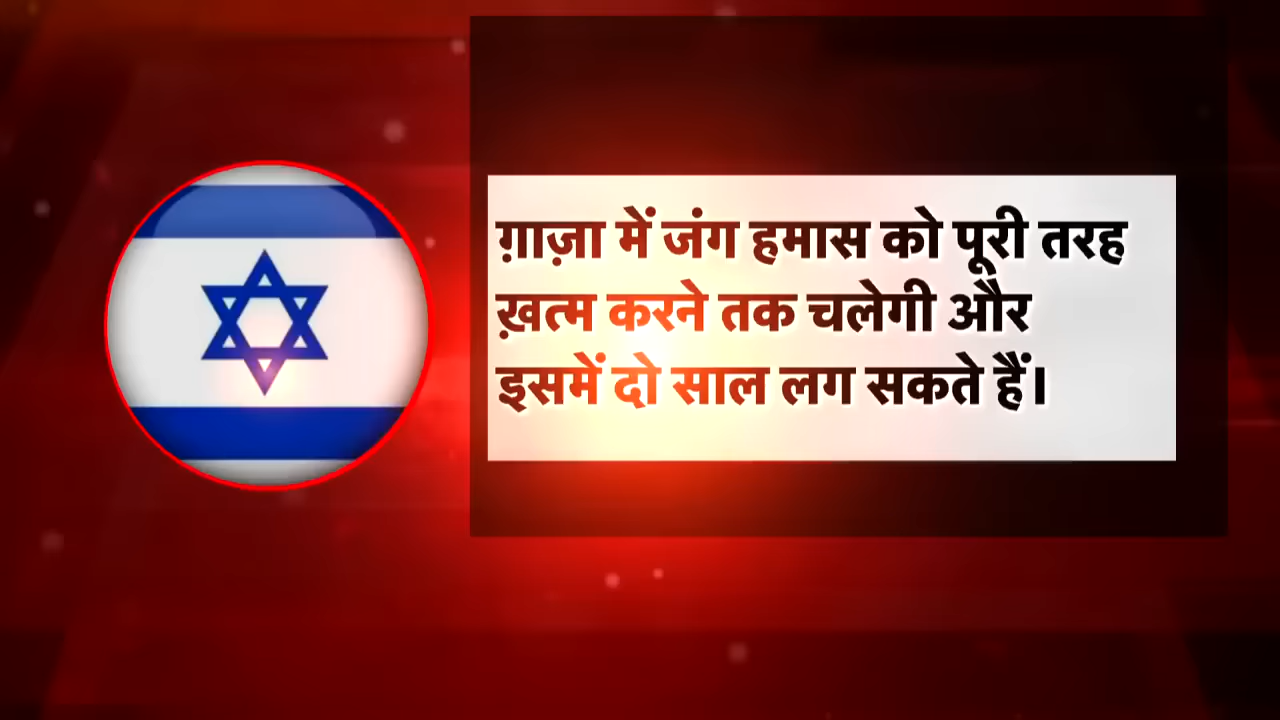 ग़ाज़ा में जंग हमास को पूरी तरह
ख़त्म करने तक चलेगी और
इसमें दो साल लग सकते हैं।